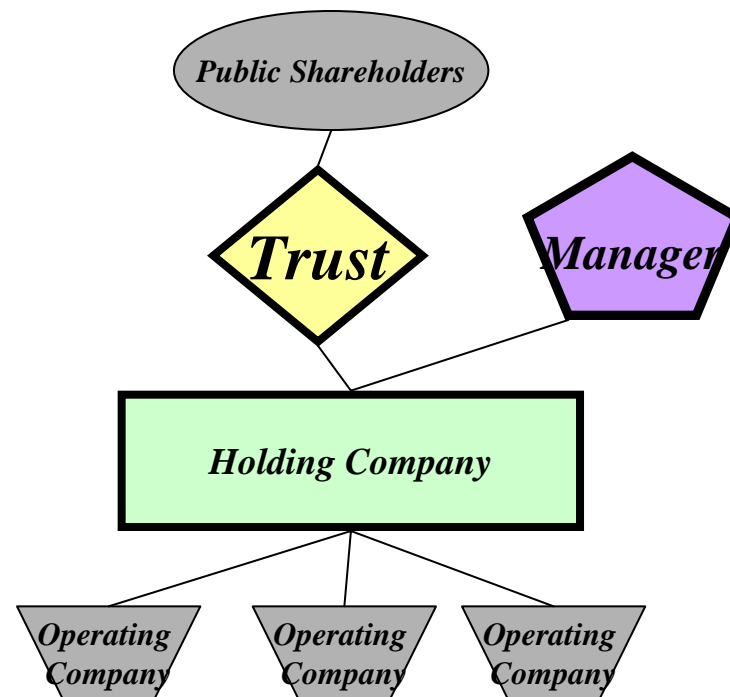 Public Shareholders
Trust
Manager
Holding Company
Operating
Company
Operating
Company
Operating
Company